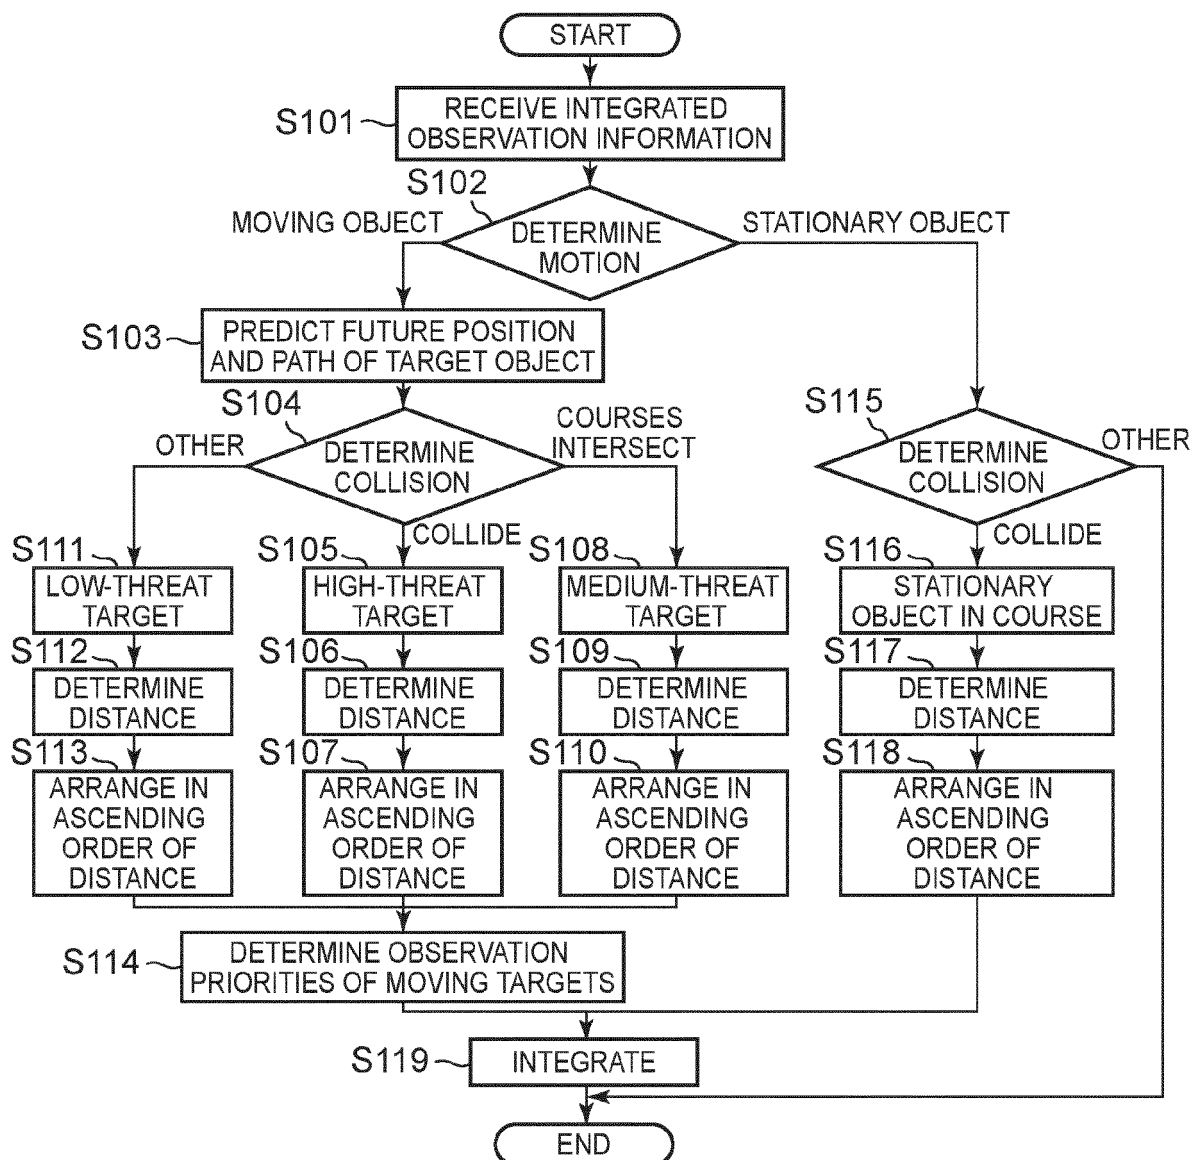 START
S101
RECEIVE INTEGRATED
OBSERVATION INFORMATION
S102
MOVING OBJECT
STATIONARY OBJECT
DETERMINE
MOTION
S103
PREDICT FUTURE POSITION
AND PATH OF TARGET OBJECT
S104
OTHER
DETERMINE
COLLISION
COURSES
INTERSECT
COLLIDE
S115
DETERMINE
COLLISION
OTHER
COLLIDE
S111
LOW-THREAT
TARGET
S105
HIGH-THREAT
TARGET
S108
MEDIUM-THREAT
TARGET
S116
STATIONARY
OBJECT IN COURSE
S112
DETERMINE
DISTANCE
S106
DETERMINE
DISTANCE
S109
DETERMINE
DISTANCE
S117
DETERMINE
DISTANCE
S113
ARRANGE IN
ASCENDING
ORDER OF
DISTANCE
S107
ARRANGE IN
ASCENDING
ORDER OF
DISTANCE
S110
ARRANGE IN
ASCENDING
ORDER OF
DISTANCE
S118
ARRANGE IN
ASCENDING
ORDER OF
DISTANCE
S114
DETERMINE OBSERVATION
PRIORITIES OF MOVING TARGETS
S119
INTEGRATE
END